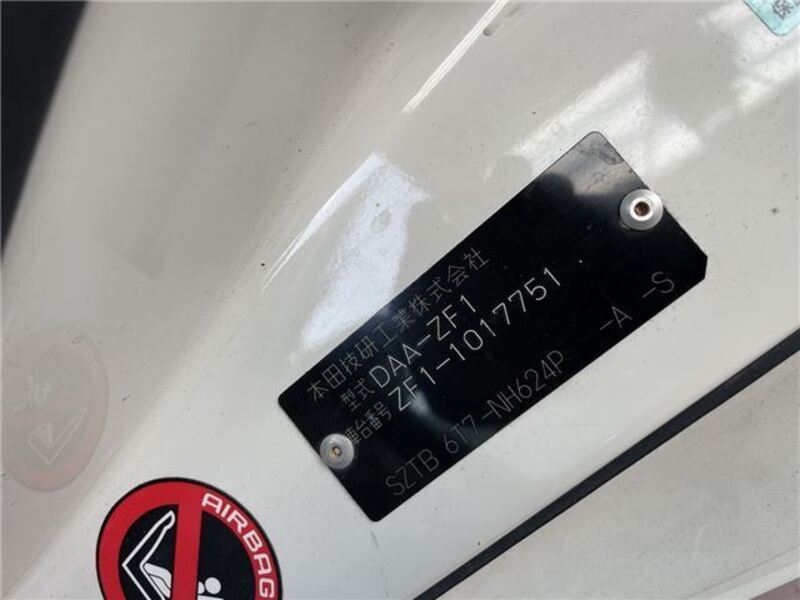 本田技研工業株式会社
型式 DAA-ZF1
車台番号 ZF1-1017751
SZTB 6T7-NH624P -A -S
AIRBAG
保